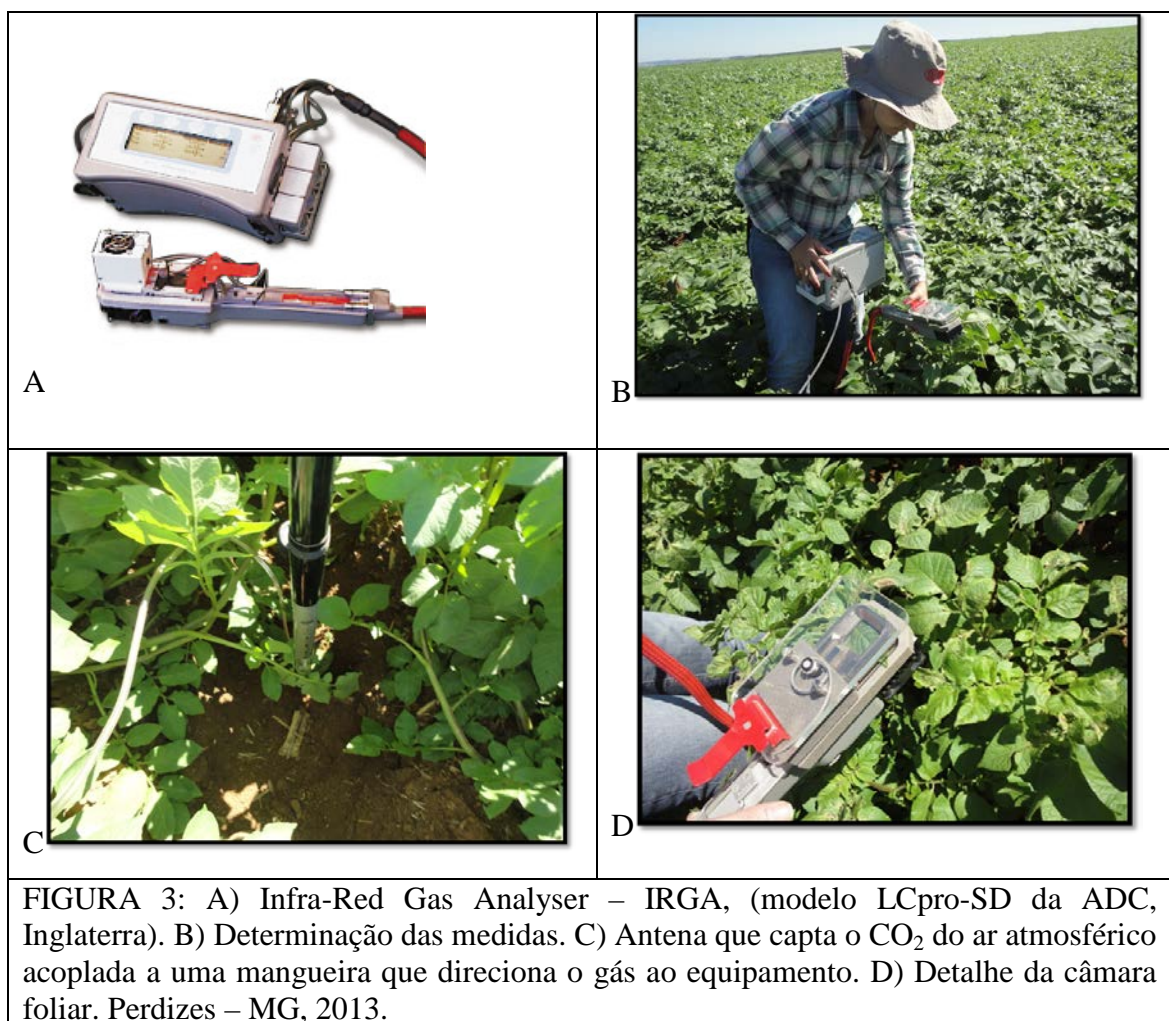 A
B
C
D
FIGURA 3: A) Infra-Red Gas Analyser – IRGA, (modelo LCpro-SD da ADC,
Inglaterra). B) Determinação das medidas. C) Antena que capta o CO₂ do ar atmosférico
acoplada a uma mangueira que direciona o gás ao equipamento. D) Detalhe da câmara
foliar. Perdizes – MG, 2013.